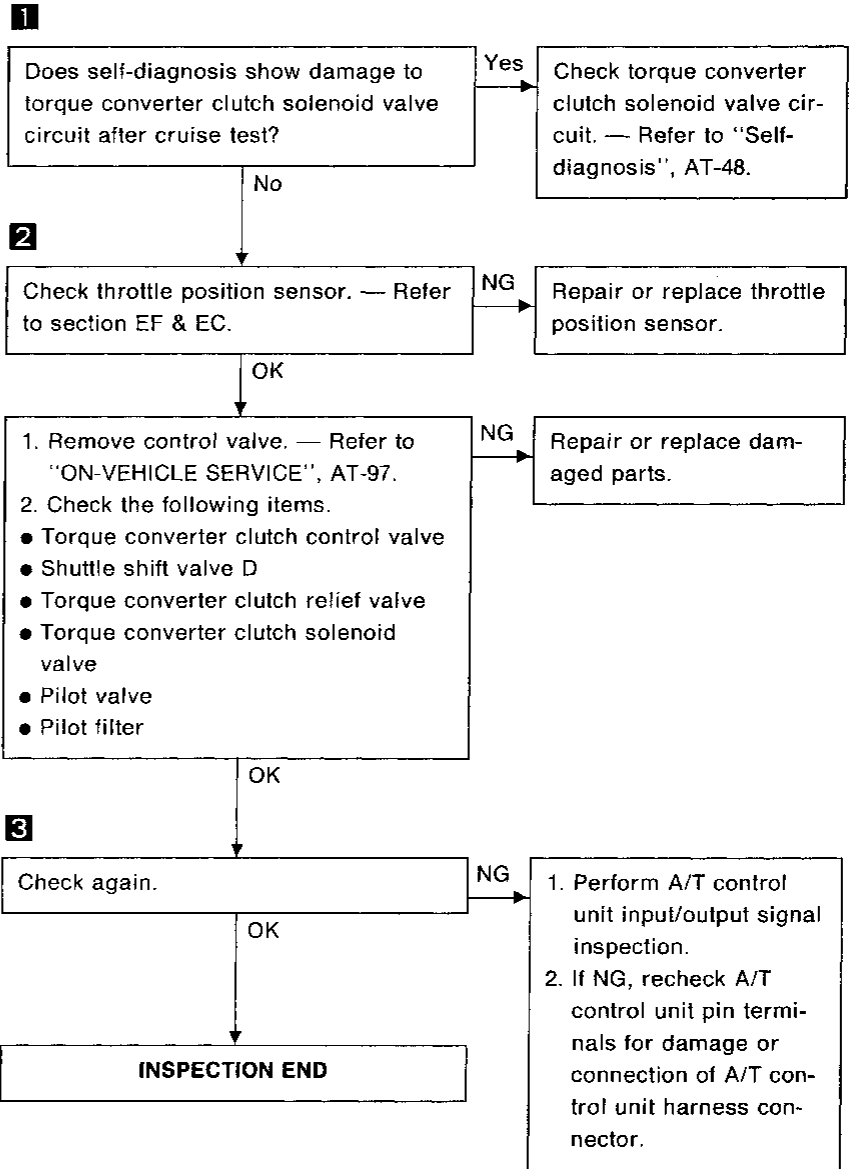 1
Does self-diagnosis show damage to
torque converter clutch solenoid valve
circuit after cruise test?
Yes
Check torque converter
clutch solenoid valve cir-
cuit. — Refer to "Self-
diagnosis", AT-48.
No
2
Check throttle position sensor. — Refer
to section EF & EC.
NG
Repair or replace throttle
position sensor.
OK
1. Remove control valve. — Refer to
"ON-VEHICLE SERVICE", AT-97.
2. Check the following items.
● Torque converter clutch control valve
● Shuttle shift valve D
● Torque converter clutch relief valve
● Torque converter clutch solenoid
valve
● Pilot valve
● Pilot filter
NG
Repair or replace dam-
aged parts.
OK
3
Check again.
NG
1. Perform A/T control
unit input/output signal
inspection.
2. If NG, recheck A/T
control unit pin termi-
nals for damage or
connection of A/T con-
trol unit harness con-
nector.
OK
INSPECTION END